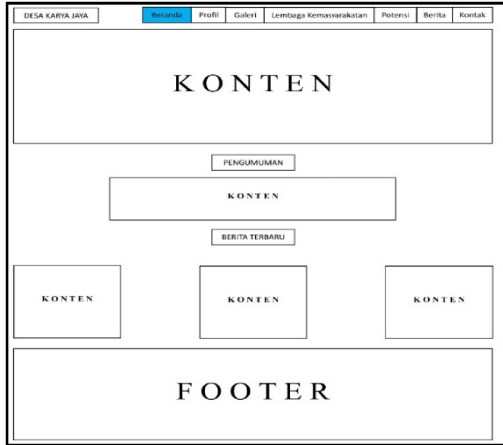 DESA KARYA JAYA Beranda Profil Galeri Lembaga Kemasyarakatan Potensi Berita Kontak
KONTEN
PENGUMUMAN
KONTEN
BERITA TERBARU
KONTEN KONTEN KONTEN
FOOTER